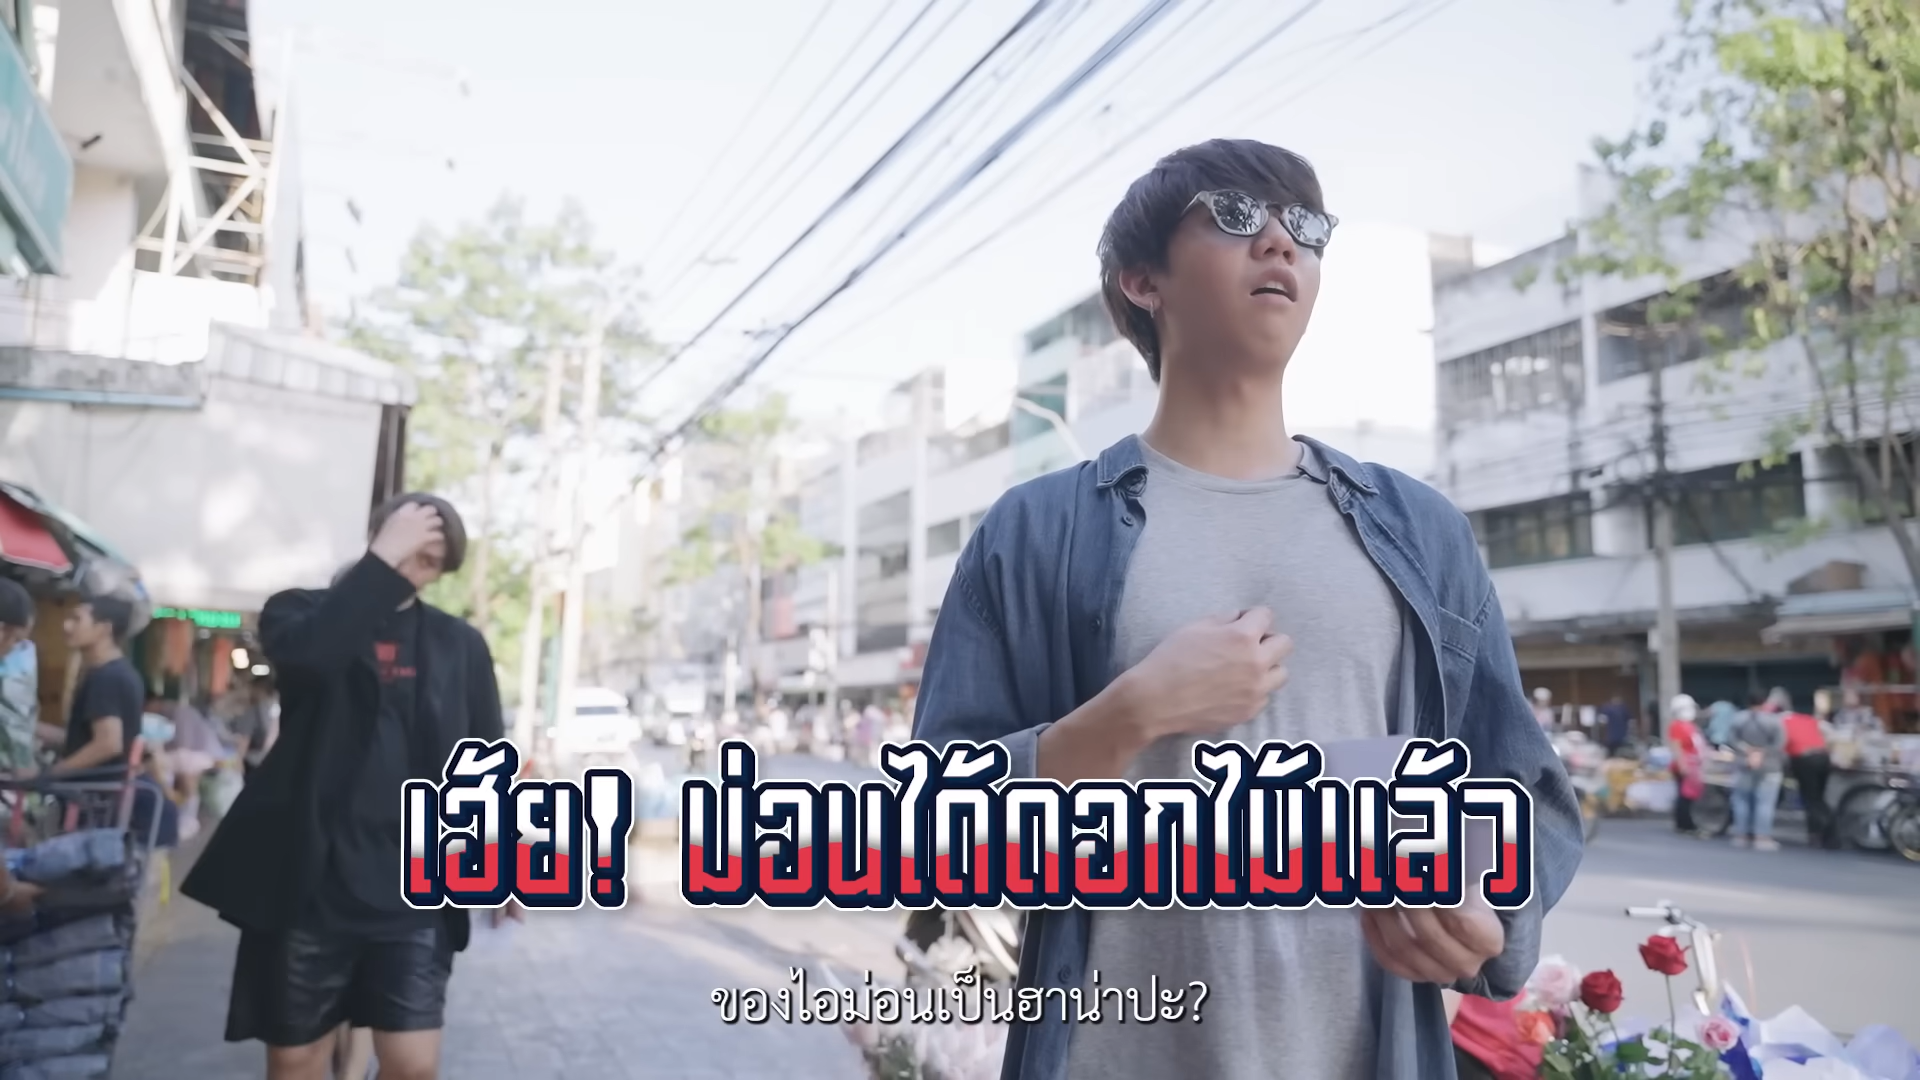 เฮ้ย! ม่อนได้ดอกไม้แล้ว
ของไอม่อนเป็นฮาน่าปะ?